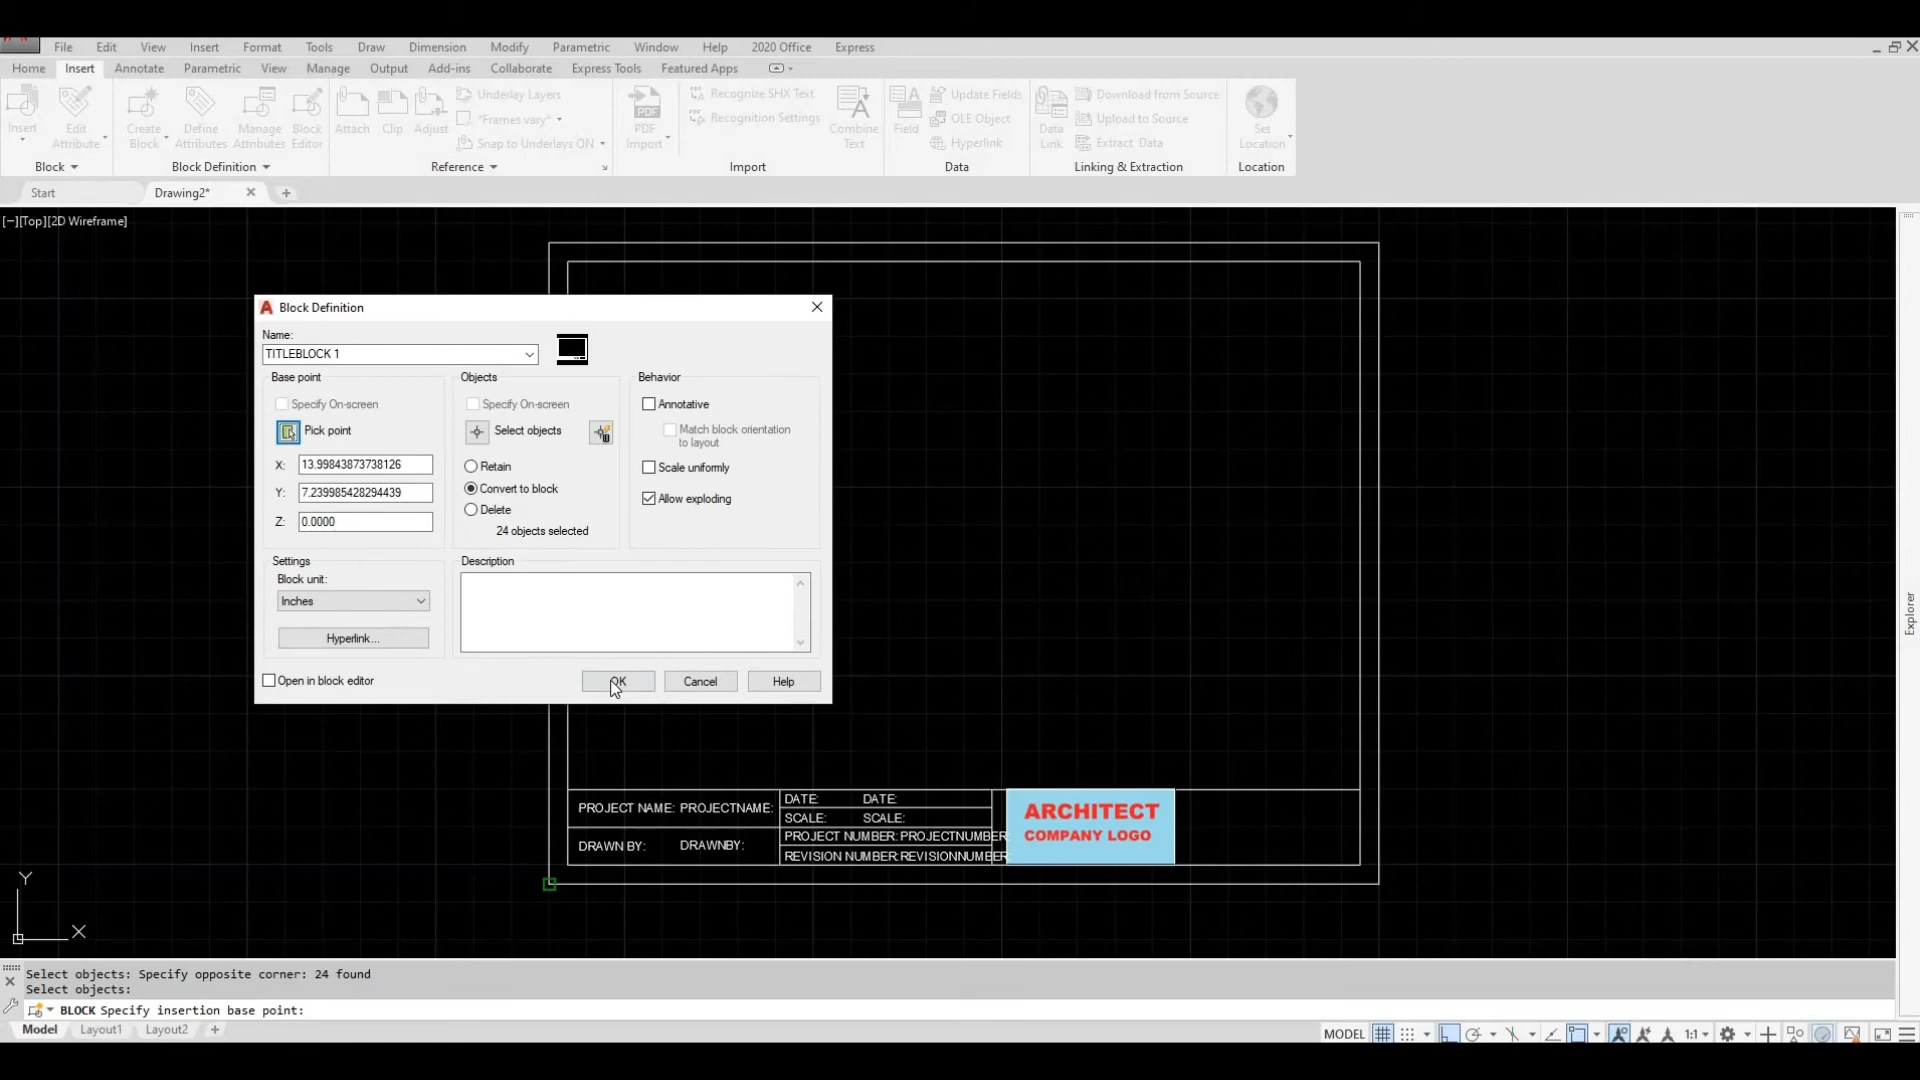 File Edit View Insert Format Tools Draw Dimension Modify Parametric Window Help 2020 Office Express
Home Insert Annotate Parametric View Manage Output Add-ins Collaborate Express Tools Featured Apps
Insert
Edit Attribute
Create Block
Define Attributes
Manage Attributes
Block Editor
Attach
Clip
Adjust
Underlay Layers
*Frames vary*
Snap to Underlays ON
PDF Import
Recognize SHX Text
Recognition Settings
Combine Text
Field
Update Fields
OLE Object
Hyperlink
Data Link
Download from Source
Upload to Source
Extract Data
Set Location
Block Block Definition Reference Import Data Linking & Extraction Location
Start Drawing2*
[−][Top][2D Wireframe]
Block Definition
Name:
TITLEBLOCK 1
Base point
Specify On-screen
Pick point
X: 13.99843873738126
Y: 7.239985428294439
Z: 0.0000
Objects
Specify On-screen
Select objects
Retain
Convert to block
Delete
24 objects selected
Behavior
Annotative
Match block orientation
to layout
Scale uniformly
Allow exploding
Settings
Block unit:
Inches
Hyperlink...
Description
Open in block editor
OK Cancel Help
Explorer
PROJECT NAME: PROJECTNAME:
DRAWN BY: DRAWNBY:
DATE: DATE:
SCALE: SCALE:
PROJECT NUMBER: PROJECTNUMBER:
REVISION NUMBER: REVISIONNUMBER:
ARCHITECT
COMPANY LOGO
Y
X
Select objects: Specify opposite corner: 24 found
Select objects:
BLOCK Specify insertion base point:
Model Layout1 Layout2
MODEL 1:1